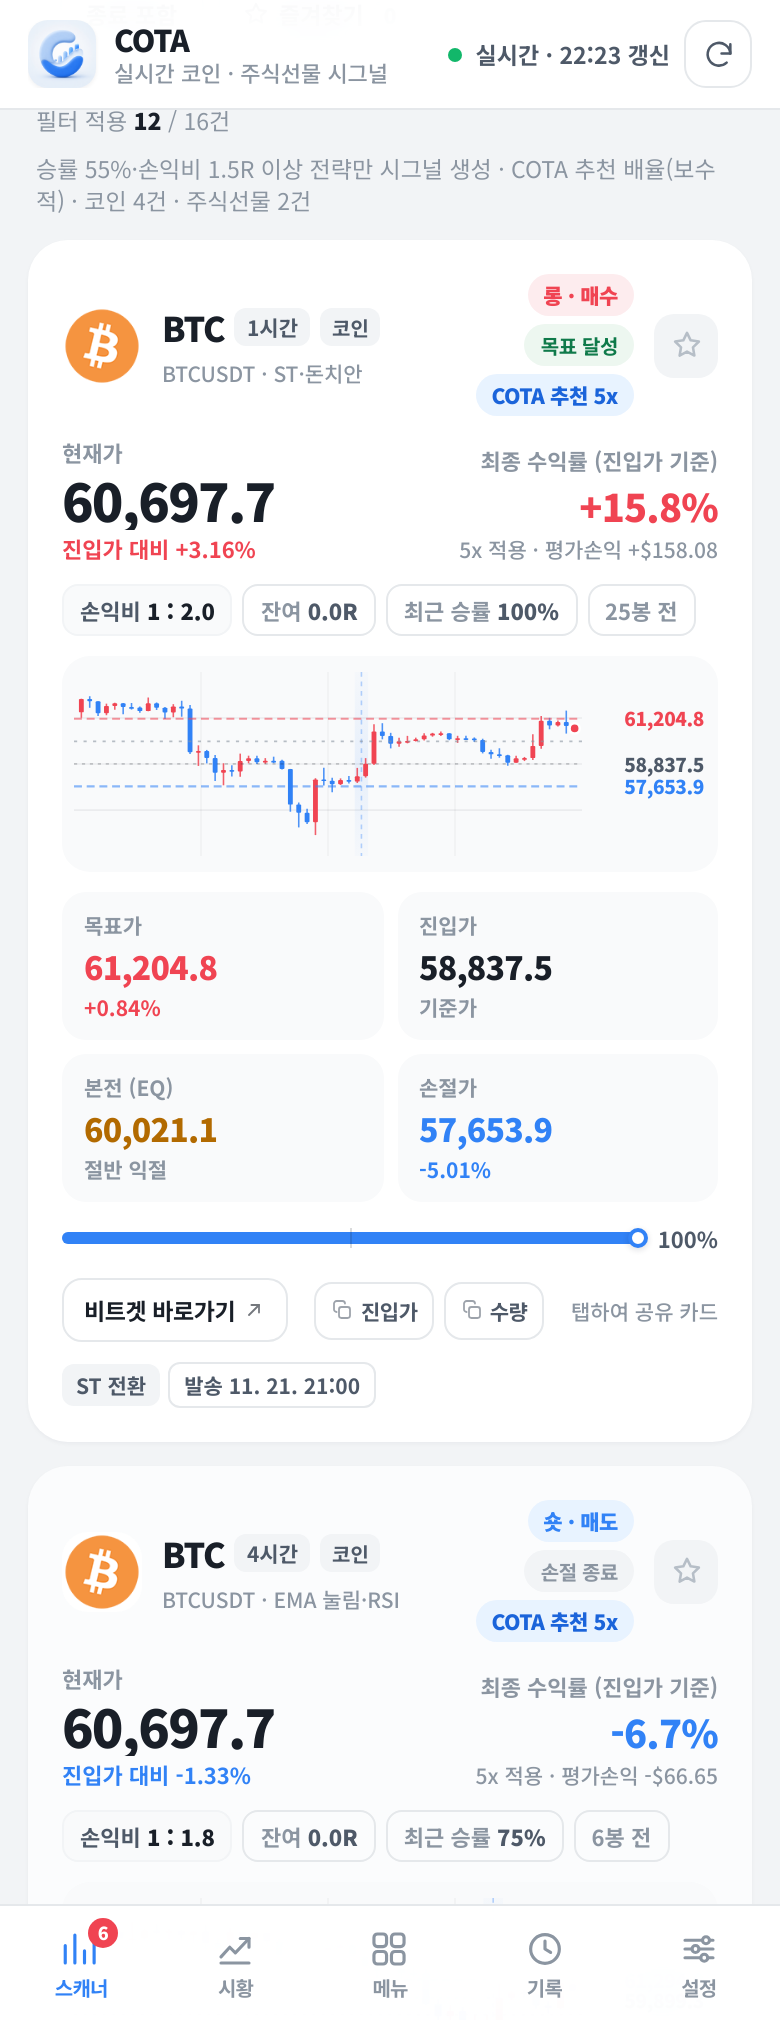 COTA
실시간 코인 · 주식선물 시그널
실시간 · 22:23 갱신
필터 적용 12 / 16건
승률 55%·손익비 1.5R 이상 전략만 시그널 생성 · COTA 추천 배율(보수
적) · 코인 4건 · 주식선물 2건
롱 · 매수
BTC 1시간 코인
목표 달성
BTCUSDT · ST·돈치안
COTA 추천 5x
현재가
최종 수익률 (진입가 기준)
60,697.7
+15.8%
진입가 대비 +3.16%
5x 적용 · 평가손익 +$158.08
손익비 1 : 2.0
잔여 0.0R
최근 승률 100%
25봉 전
61,204.8
58,837.5
57,653.9
목표가
61,204.8
+0.84%
진입가
58,837.5
기준가
본전 (EQ)
60,021.1
절반 익절
손절가
57,653.9
-5.01%
100%
비트겟 바로가기 ↗
진입가
수량
탭하여 공유 카드
ST 전환
발송 11. 21. 21:00
숏 · 매도
BTC 4시간 코인
손절 종료
BTCUSDT · EMA 눌림·RSI
COTA 추천 5x
현재가
최종 수익률 (진입가 기준)
60,697.7
-6.7%
진입가 대비 -1.33%
5x 적용 · 평가손익 -$66.65
손익비 1 : 1.8
잔여 0.0R
최근 승률 75%
6봉 전
6
스캐너
시황
메뉴
기록
설정